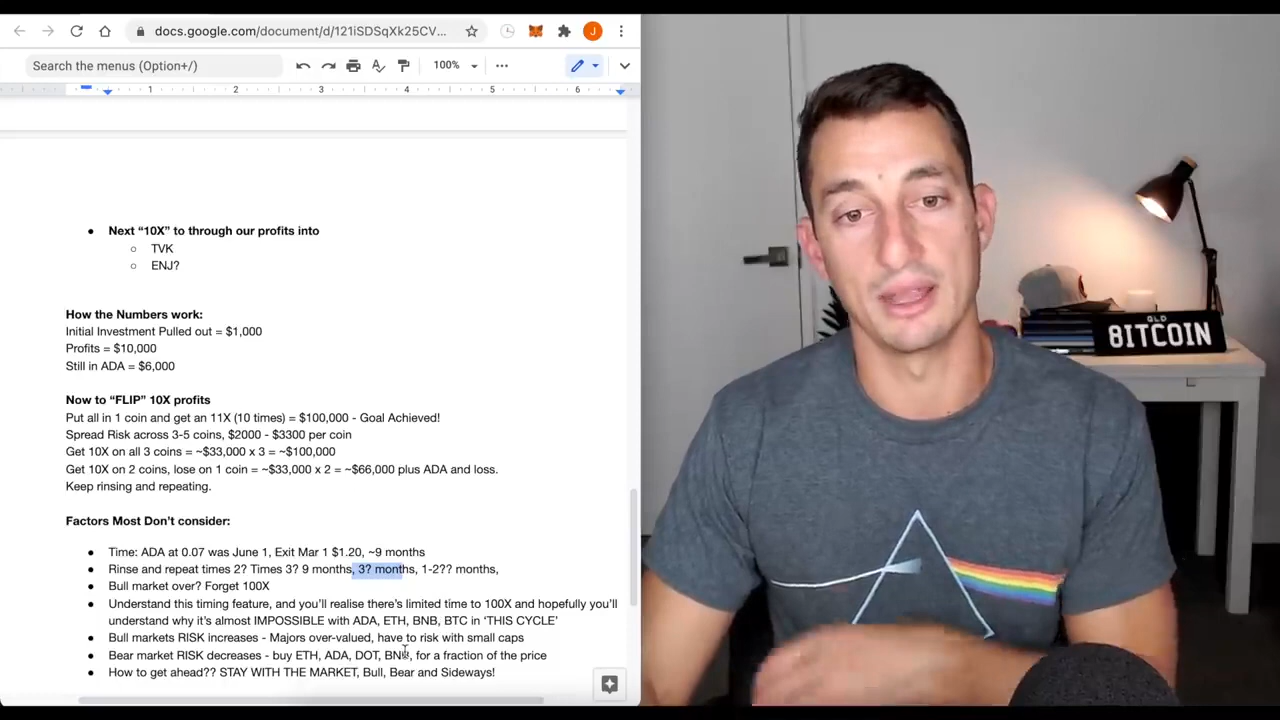 docs.google.com/document/d/121iSDSqXk25CV...
J
Search the menus (Option+/)
100%
1 2 3 4 5 6
Next “10X” to through our profits into
TVK
ENJ?
How the Numbers work:
Initial Investment Pulled out = $1,000
Profits = $10,000
Still in ADA = $6,000
Now to “FLIP” 10X profits
Put all in 1 coin and get an 11X (10 times) = $100,000 - Goal Achieved!
Spread Risk across 3-5 coins, $2000 - $3300 per coin
Get 10X on all 3 coins = ~$33,000 x 3 = ~$100,000
Get 10X on 2 coins, lose on 1 coin = ~$33,000 x 2 = ~$66,000 plus ADA and loss.
Keep rinsing and repeating.
Factors Most Don’t consider:
Time: ADA at 0.07 was June 1, Exit Mar 1 $1.20, ~9 months
Rinse and repeat times 2? Times 3? 9 months, 3? months, 1-2?? months,
Bull market over? Forget 100X
Understand this timing feature, and you’ll realise there’s limited time to 100X and hopefully you’ll
understand why it’s almost IMPOSSIBLE with ADA, ETH, BNB, BTC in ‘THIS CYCLE’
Bull markets RISK increases - Majors over-valued, have to risk with small caps
Bear market RISK decreases - buy ETH, ADA, DOT, BNB, for a fraction of the price
How to get ahead?? STAY WITH THE MARKET, Bull, Bear and Sideways!
QLD
8ITCOIN